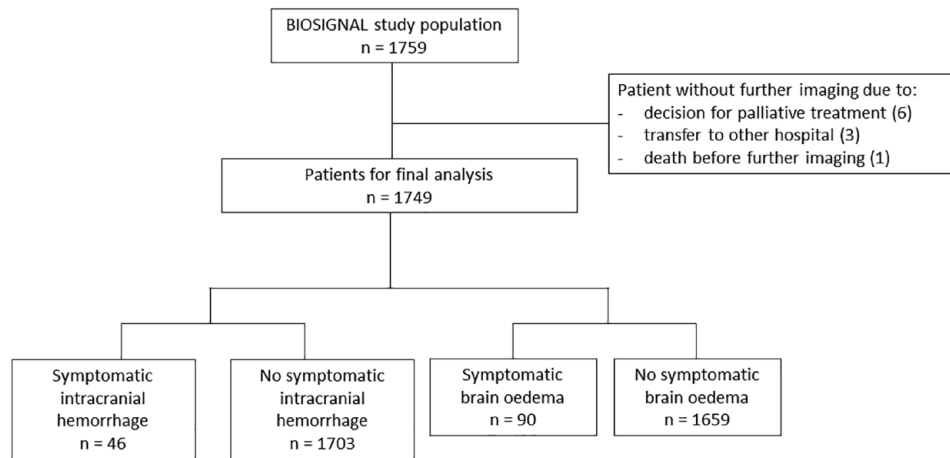 BIOSIGNAL study population
n = 1759
Patient without further imaging due to:
- decision for palliative treatment (6)
- transfer to other hospital (3)
- death before further imaging (1)
Patients for final analysis
n = 1749
Symptomatic
intracranial
hemorrhage
n = 46
No symptomatic
intracranial
hemorrhage
n = 1703
Symptomatic
brain oedema
n = 90
No symptomatic
brain oedema
n = 1659